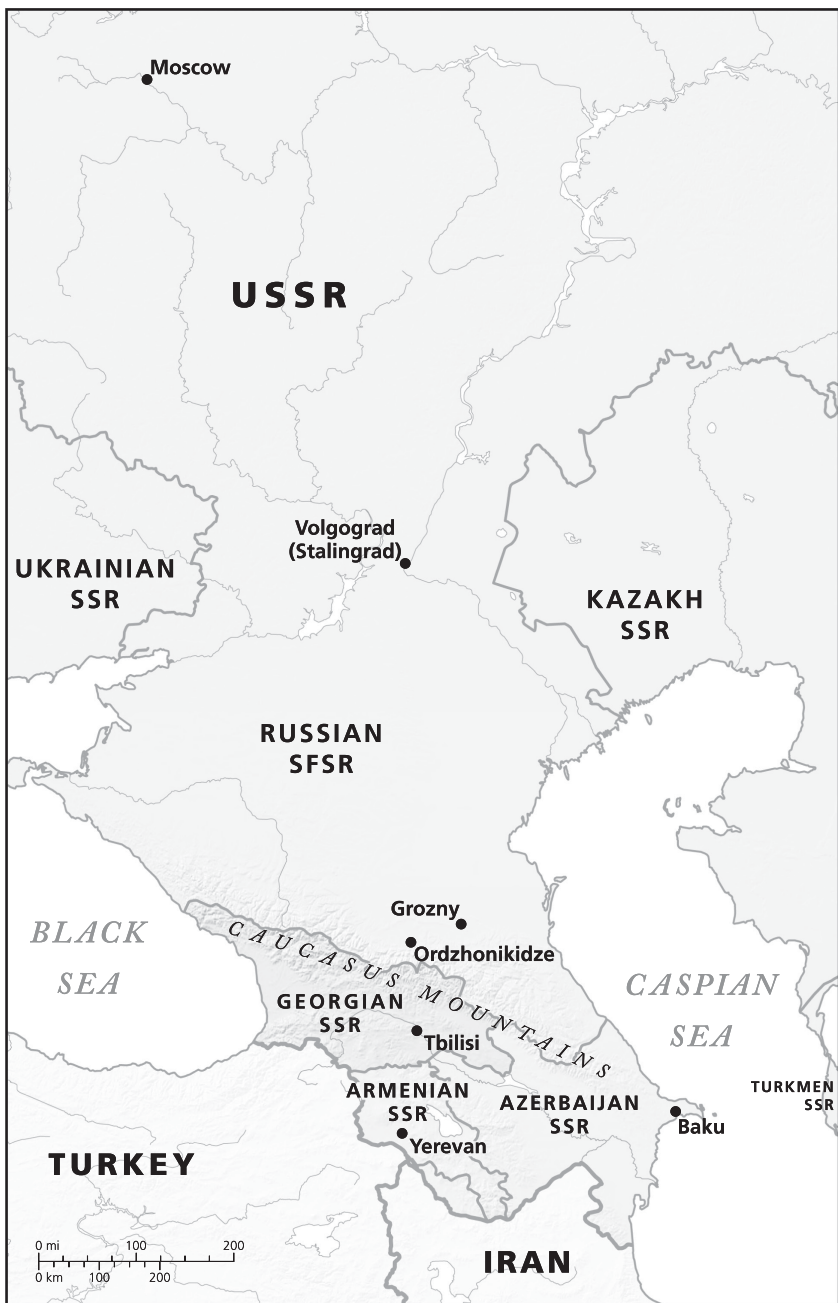 Moscow
USSR
Volgograd
(Stalingrad)
UKRAINIAN
SSR
KAZAKH
SSR
RUSSIAN
SFSR
Grozny
Ordzhonikidze
BLACK
SEA
CAUCASUS MOUNTAINS
CASPIAN
SEA
GEORGIAN
SSR
Tbilisi
ARMENIAN
SSR
Yerevan
AZERBAIJAN
SSR
Baku
TURKMEN
SSR
TURKEY
IRAN
0 mi 100 200
0 km 100 200